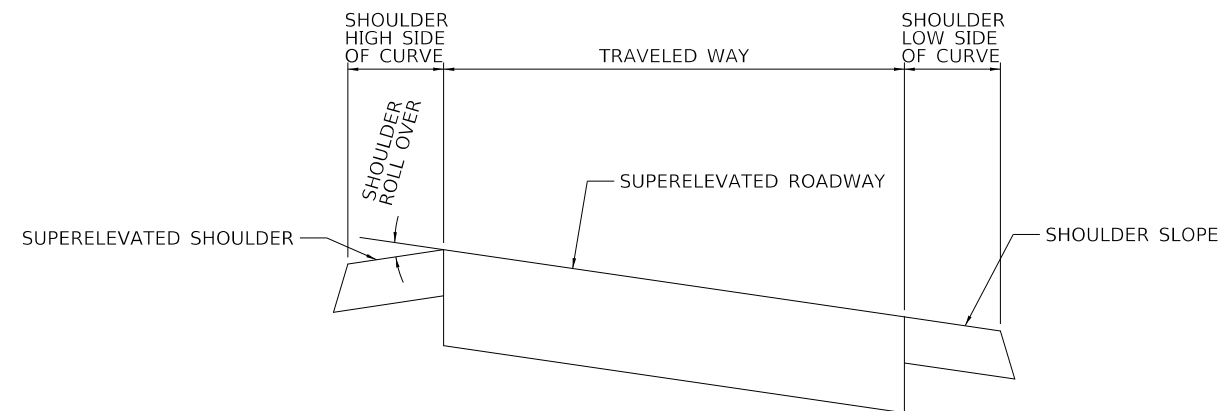 SHOULDER
HIGH SIDE
OF CURVE
TRAVELED WAY
SHOULDER
LOW SIDE
OF CURVE
SHOULDER
ROLL OVER
SUPERELEVATED ROADWAY
SUPERELEVATED SHOULDER
SHOULDER SLOPE